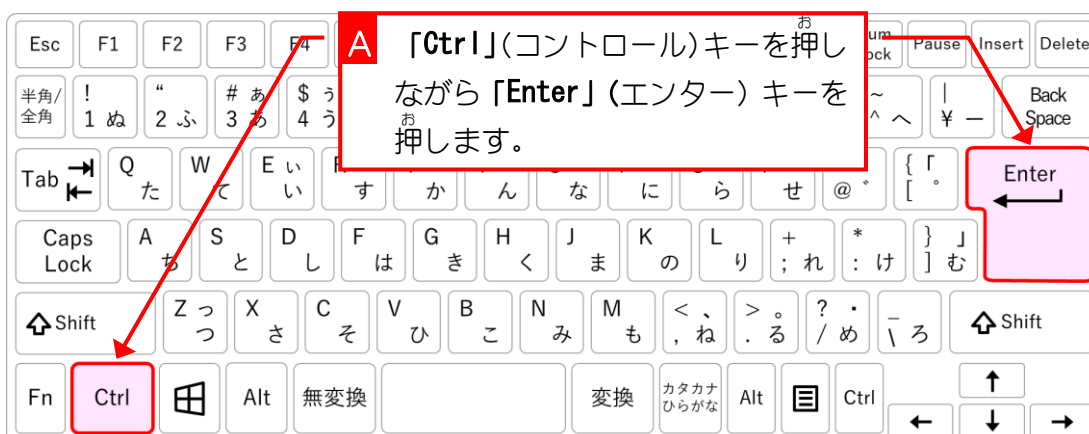 A 「Ctrl」(コントロール)キーを押し
ながら「Enter」(エンター) キーを
押します。
お
お
Esc F1 F2 F3 F4 Pause Insert Delete
半角/全角 ! 1 ぬ “ 2 ふ # ぁ 3 あ $ ぅ 4 う ~ ^ へ | ¥ ー Back Space
Tab Q た W て E ぃ い す か ん な に ら せ @ ゛ { 「 [ ゜ Enter
Caps Lock A ち S と D し F は G き H く J ま K の L り + ; れ * : け } 」 ] む
Shift Z っ つ X さ C そ V ひ B こ N み M も < 、 , ね > 。 . る ? ・ / め _ \ ろ Shift
Fn Ctrl Alt 無変換 変換 カタカナ ひらがな Alt Ctrl